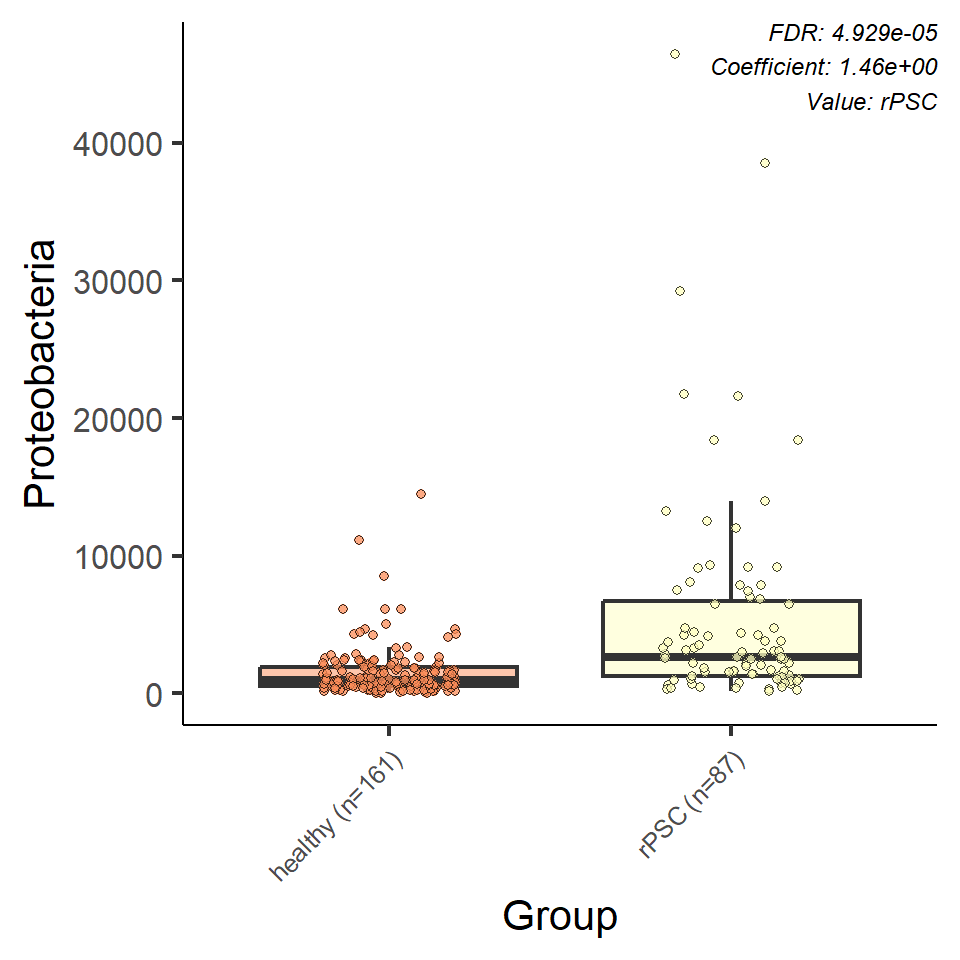 FDR: 4.929e-05
Coefficient: 1.46e+00
Value: rPSC
40000
30000
20000
10000
0
Proteobacteria
healthy (n=161)
rPSC (n=87)
Group